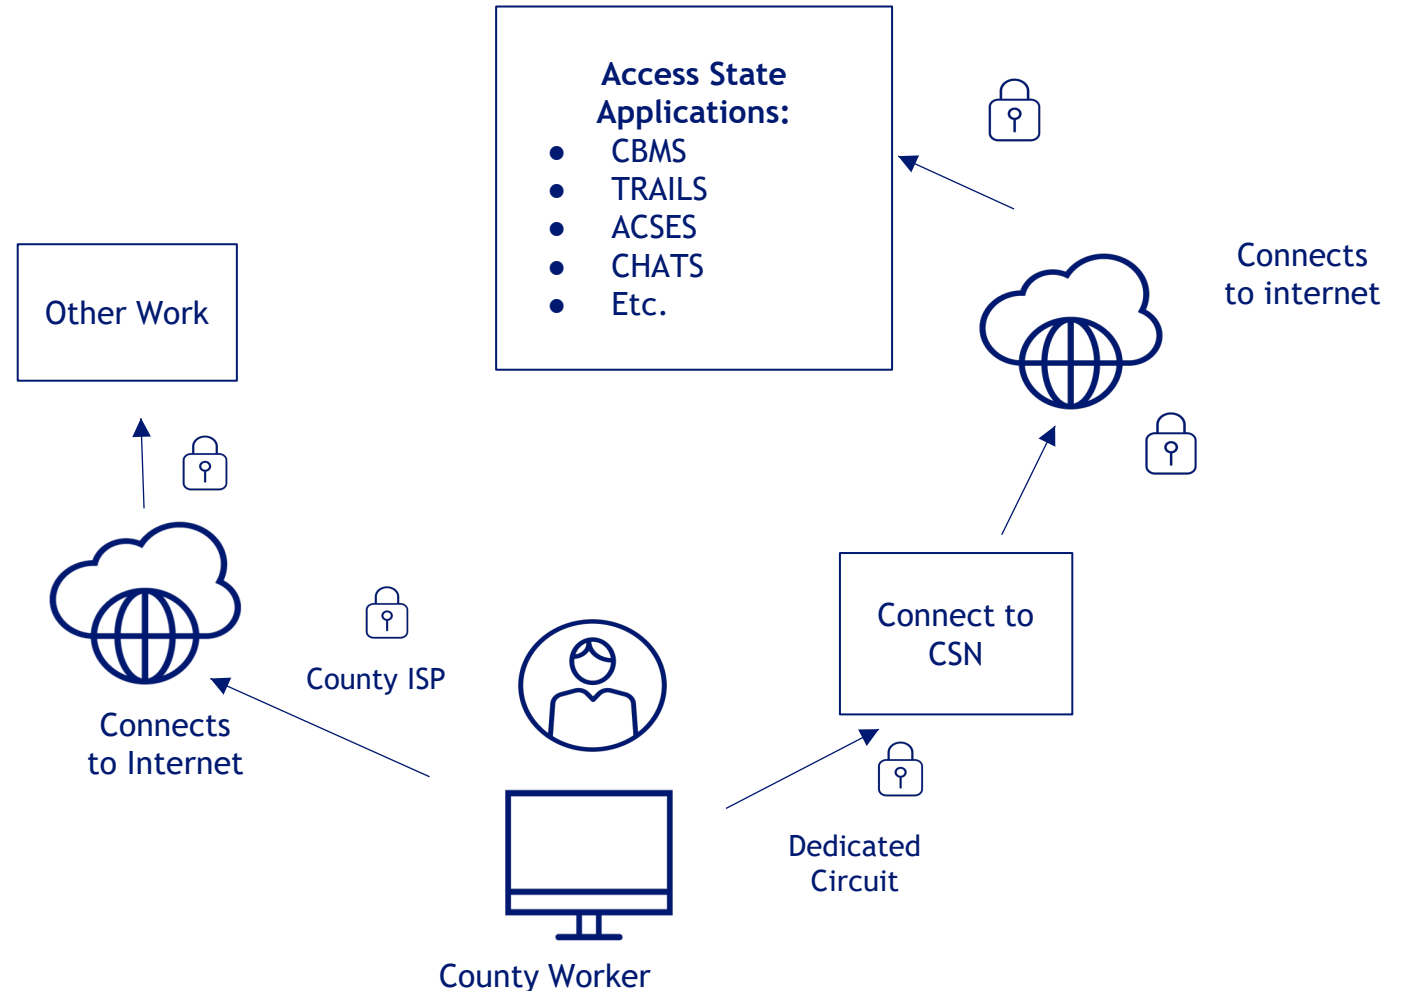 Access State
Applications:
● CBMS
● TRAILS
● ACSES
● CHATS
● Etc.
Connects
to internet
Other Work
Connect to
CSN
County ISP
Connects
to Internet
Dedicated
Circuit
County Worker